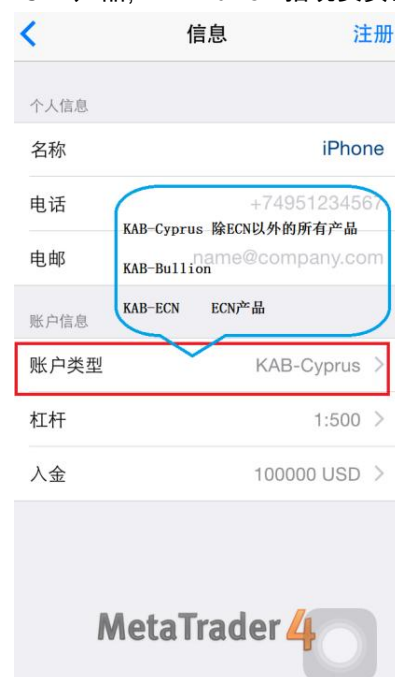 信息 注册
个人信息
名称 iPhone
电话 +74951234567
KAB-Cyprus 除ECN以外的所有产品
电邮 name@company.com
KAB-Bullion
KAB-ECN ECN产品
账户信息
账户类型 KAB-Cyprus
杠杆 1:500
入金 100000 USD
MetaTrader 4